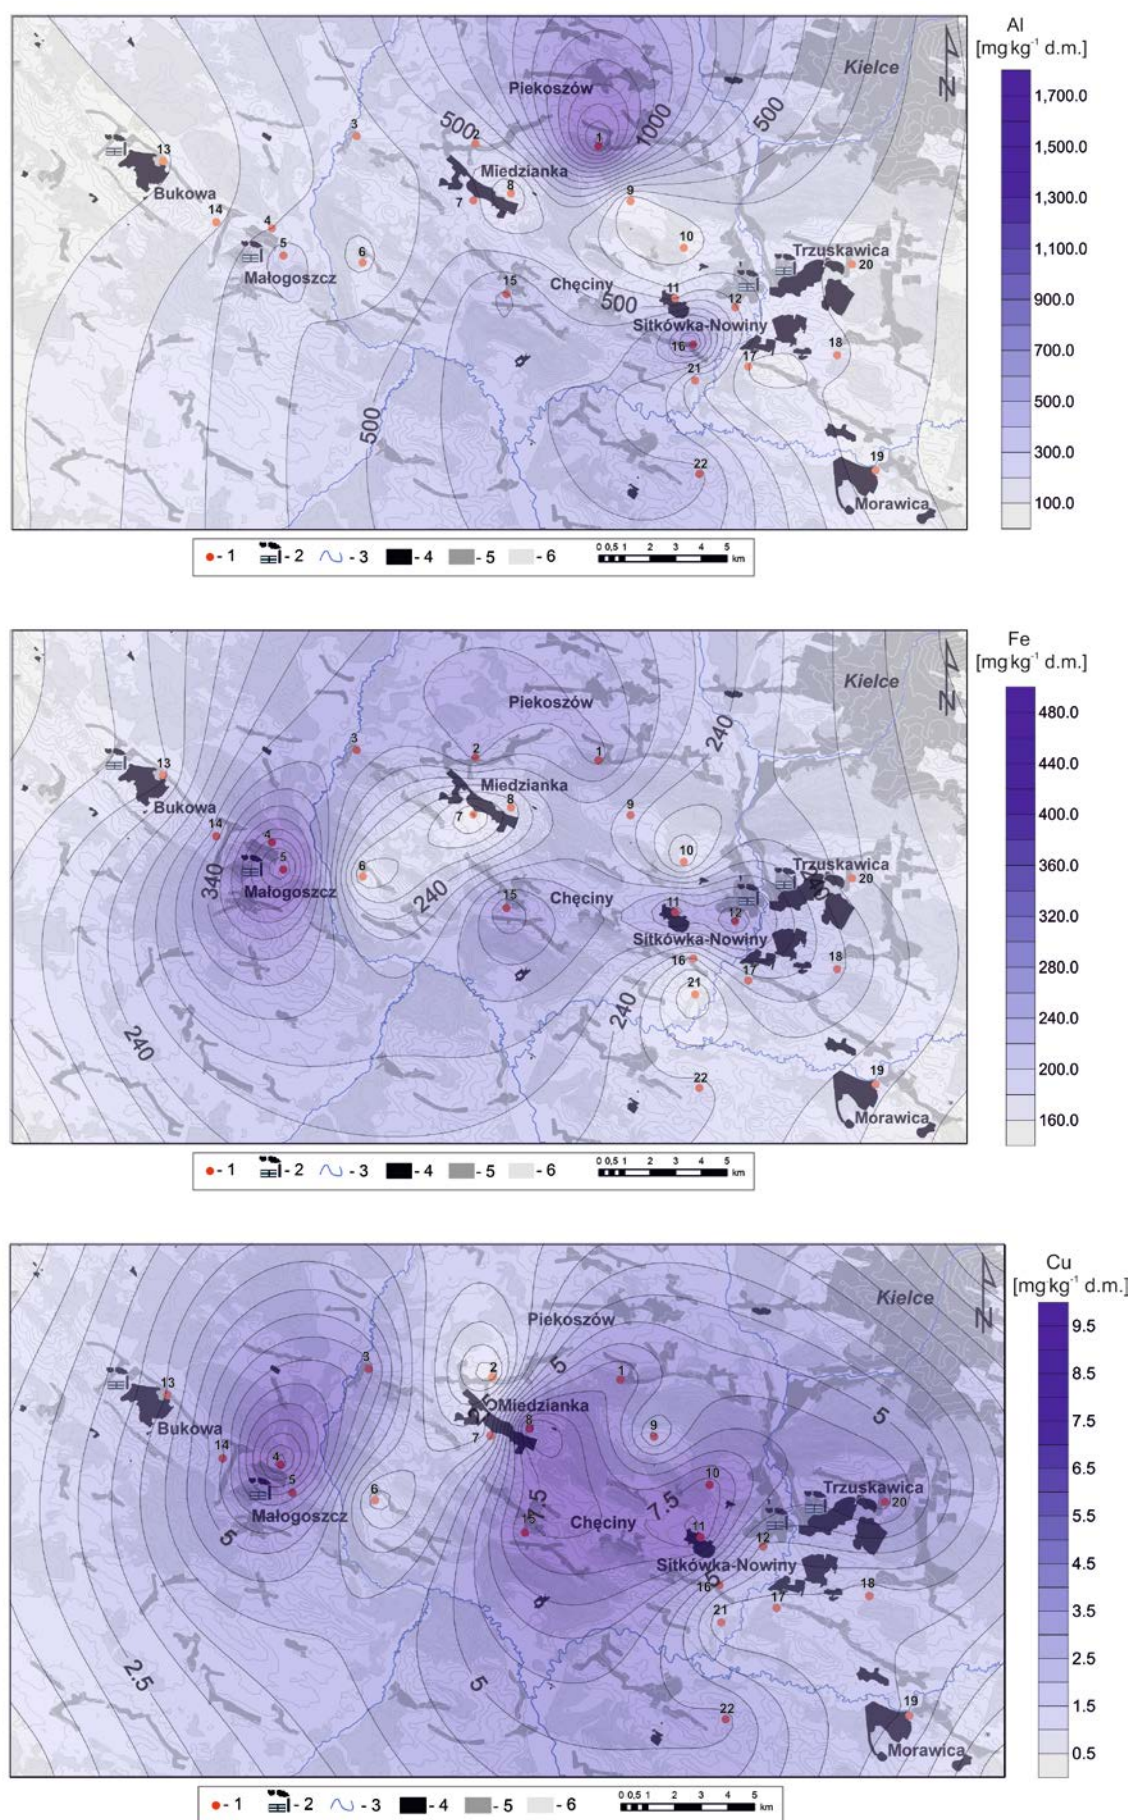 Al
[mg kg⁻¹ d.m.]
1,700.0
1,500.0
1,300.0
1,100.0
900.0
700.0
500.0
300.0
100.0
Kielce
N
Piekoszów
500
1000
500
3
2
1
13
Miedzianka
8
7
9
Bukowa
14
4
5
6
10
Małogoszcz
Trzuskawica
20
15
Chęciny
500
11
12
Sitkówka-Nowiny
16
17
18
21
500
22
19
Morawica
- 1 - 2 - 3 - 4 - 5 - 6
0 0,5 1 2 3 4 5
km
Fe
[mg kg⁻¹ d.m.]
480.0
440.0
400.0
360.0
320.0
280.0
240.0
200.0
160.0
Kielce
N
Piekoszów
240
3
2
1
13
Miedzianka
8
7
9
Bukowa
14
4
5
6
10
340
Małogoszcz
240
Trzuskawica
240
20
15
Chęciny
11
12
Sitkówka-Nowiny
16
17
18
21
240
240
22
19
Morawica
- 1 - 2 - 3 - 4 - 5 - 6
0 0,5 1 2 3 4 5
km
Cu
[mg kg⁻¹ d.m.]
9.5
8.5
7.5
6.5
5.5
4.5
3.5
2.5
1.5
0.5
Kielce
N
Piekoszów
5
3
2
1
13
2.5
Miedzianka
8
7
9
5
Bukowa
14
4
5
6
10
Małogoszcz
5
7.5
7.5
Trzuskawica
20
15
Chęciny
11
12
Sitkówka-Nowiny
5
16
17
18
21
2.5
5
22
19
Morawica
- 1 - 2 - 3 - 4 - 5 - 6
0 0,5 1 2 3 4 5
km